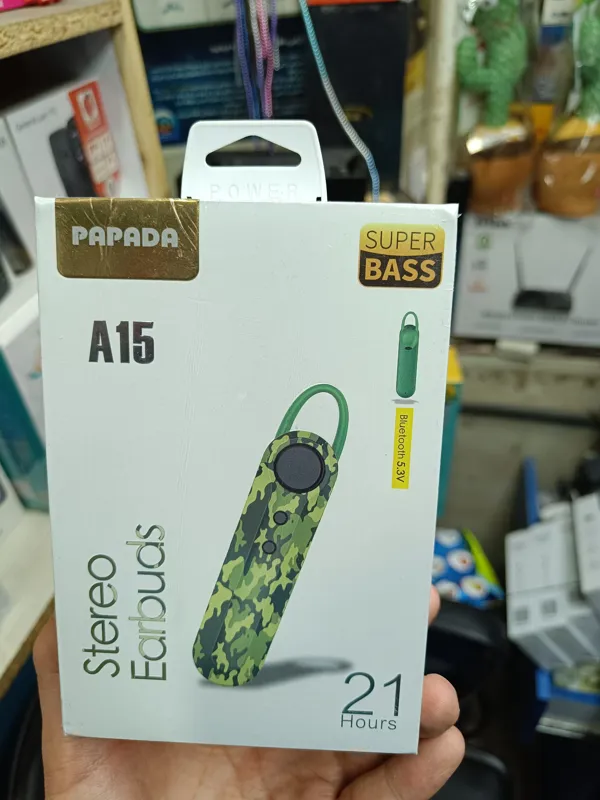 POWER
PAPADA
SUPER
BASS
A15
Bluetooth 5.3V
Stereo
Earbuds
21
Hours